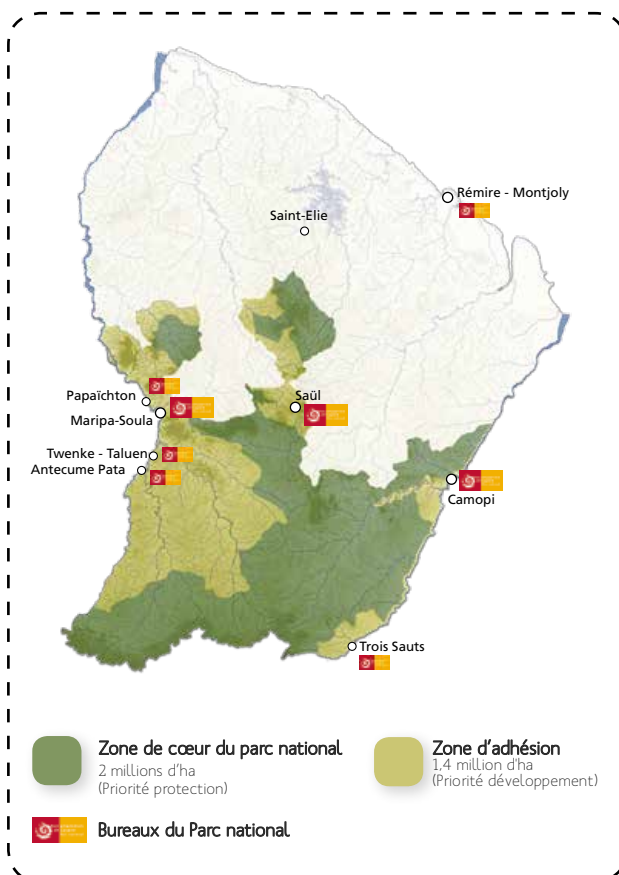 Rémire - Montjoly
Saint-Elie
Papaïchton
Saül
Maripa-Soula
Twenke - Taluen
Antecume Pata
Camopi
Trois Sauts
Zone de cœur du parc national
2 millions d'ha
(Priorité protection)
Zone d'adhésion
1,4 million d'ha
(Priorité développement)
Bureaux du Parc national